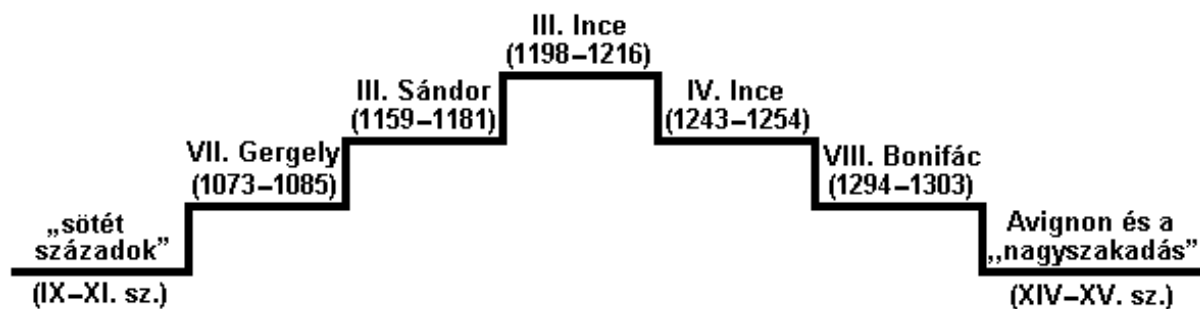 III. Ince
(1198–1216)
III. Sándor
(1159–1181)
IV. Ince
(1243–1254)
VII. Gergely
(1073–1085)
VIII. Bonifác
(1294–1303)
„sötét
századok”
(IX–XI. sz.)
Avignon és a
,,nagyszakadás”
(XIV–XV. sz.)